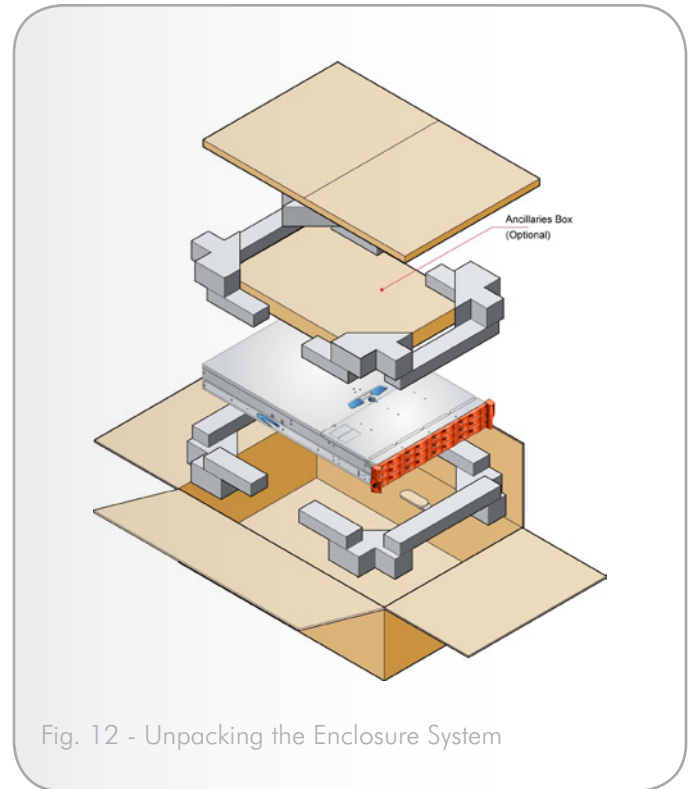 Ancillaries Box
(Optional)
Fig. 12 - Unpacking the Enclosure System